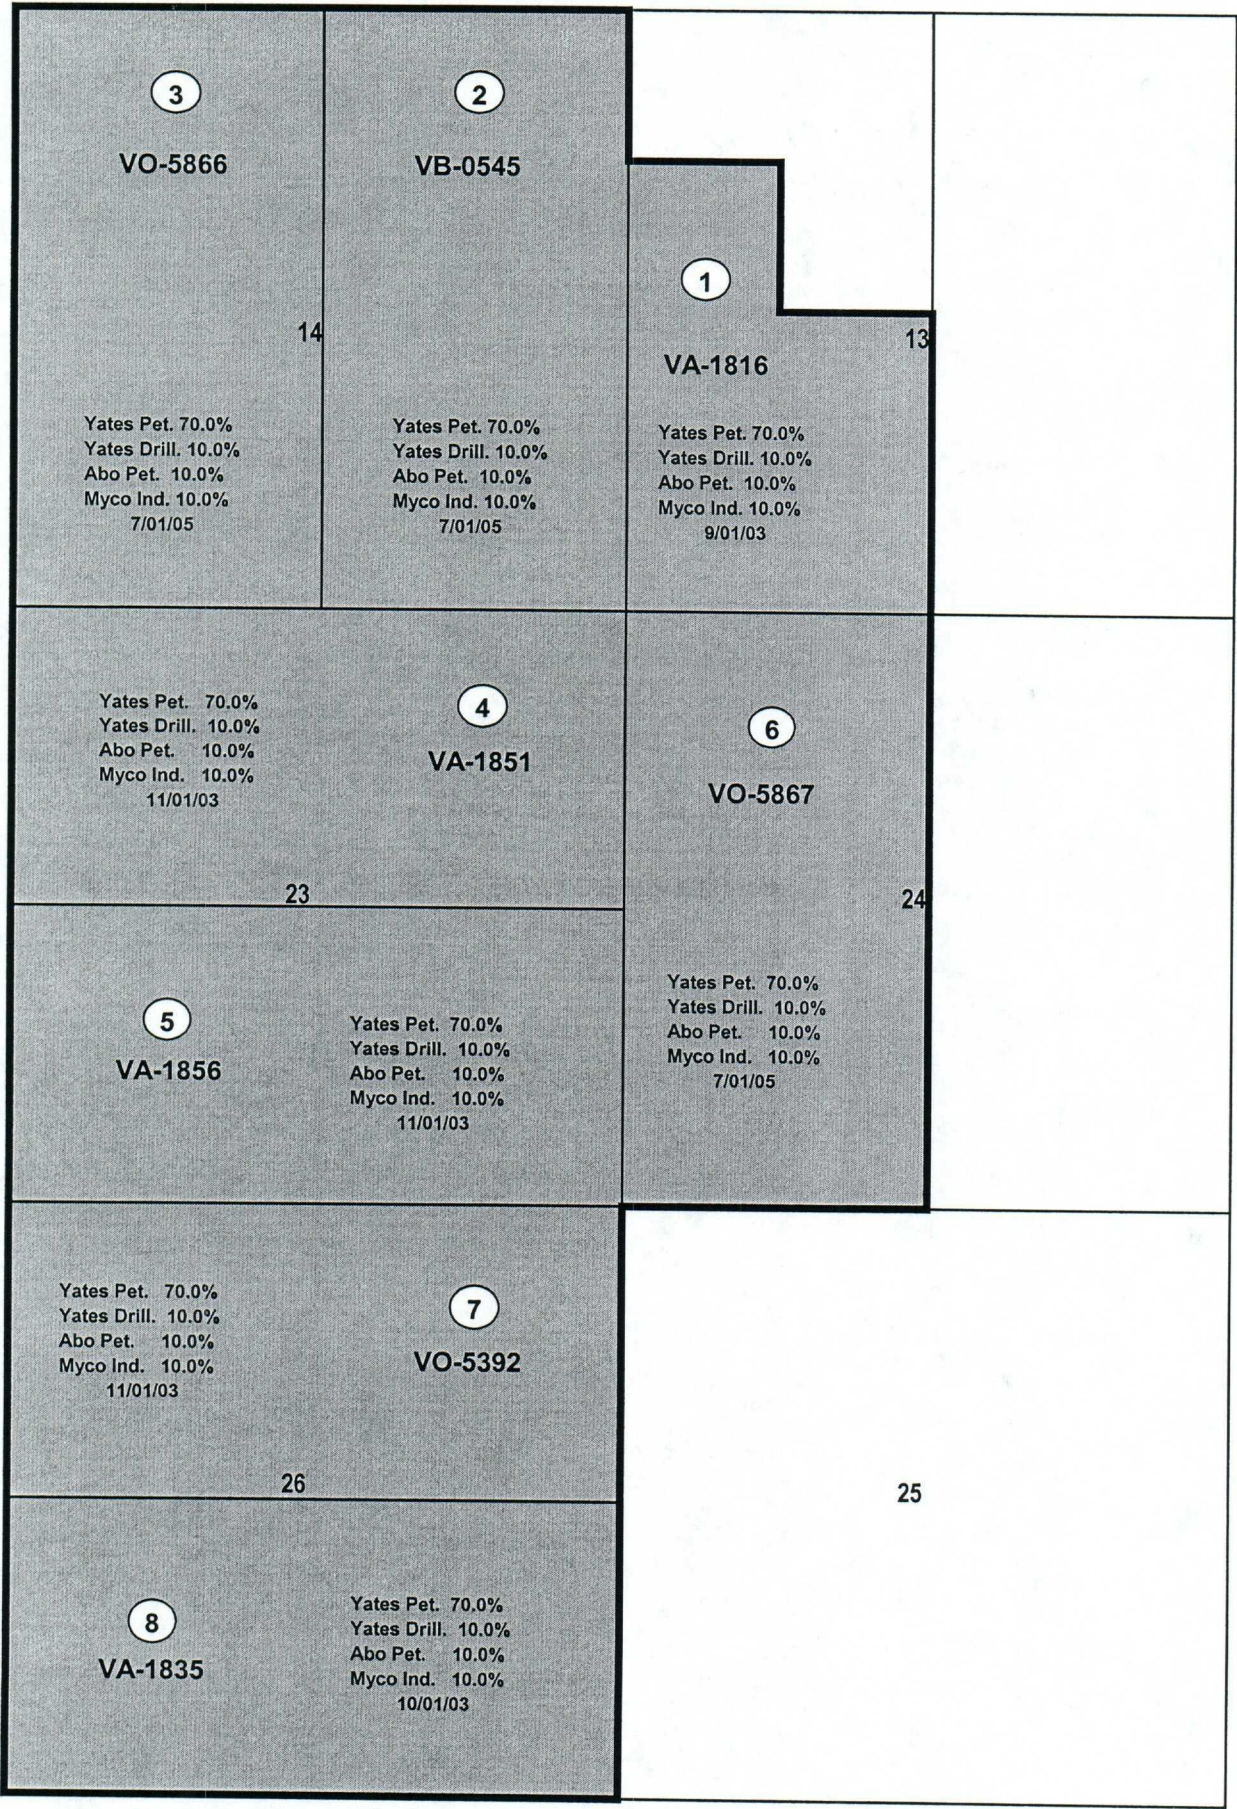 3
VO-5866
14
Yates Pet. 70.0%
Yates Drill. 10.0%
Abo Pet. 10.0%
Myco Ind. 10.0%
7/01/05
2
VB-0545
Yates Pet. 70.0%
Yates Drill. 10.0%
Abo Pet. 10.0%
Myco Ind. 10.0%
7/01/05
1
13
VA-1816
Yates Pet. 70.0%
Yates Drill. 10.0%
Abo Pet. 10.0%
Myco Ind. 10.0%
9/01/03
Yates Pet. 70.0%
Yates Drill. 10.0%
Abo Pet. 10.0%
Myco Ind. 10.0%
11/01/03
4
VA-1851
23
6
VO-5867
24
Yates Pet. 70.0%
Yates Drill. 10.0%
Abo Pet. 10.0%
Myco Ind. 10.0%
7/01/05
5
VA-1856
Yates Pet. 70.0%
Yates Drill. 10.0%
Abo Pet. 10.0%
Myco Ind. 10.0%
11/01/03
Yates Pet. 70.0%
Yates Drill. 10.0%
Abo Pet. 10.0%
Myco Ind. 10.0%
11/01/03
7
VO-5392
26
25
8
VA-1835
Yates Pet. 70.0%
Yates Drill. 10.0%
Abo Pet. 10.0%
Myco Ind. 10.0%
10/01/03